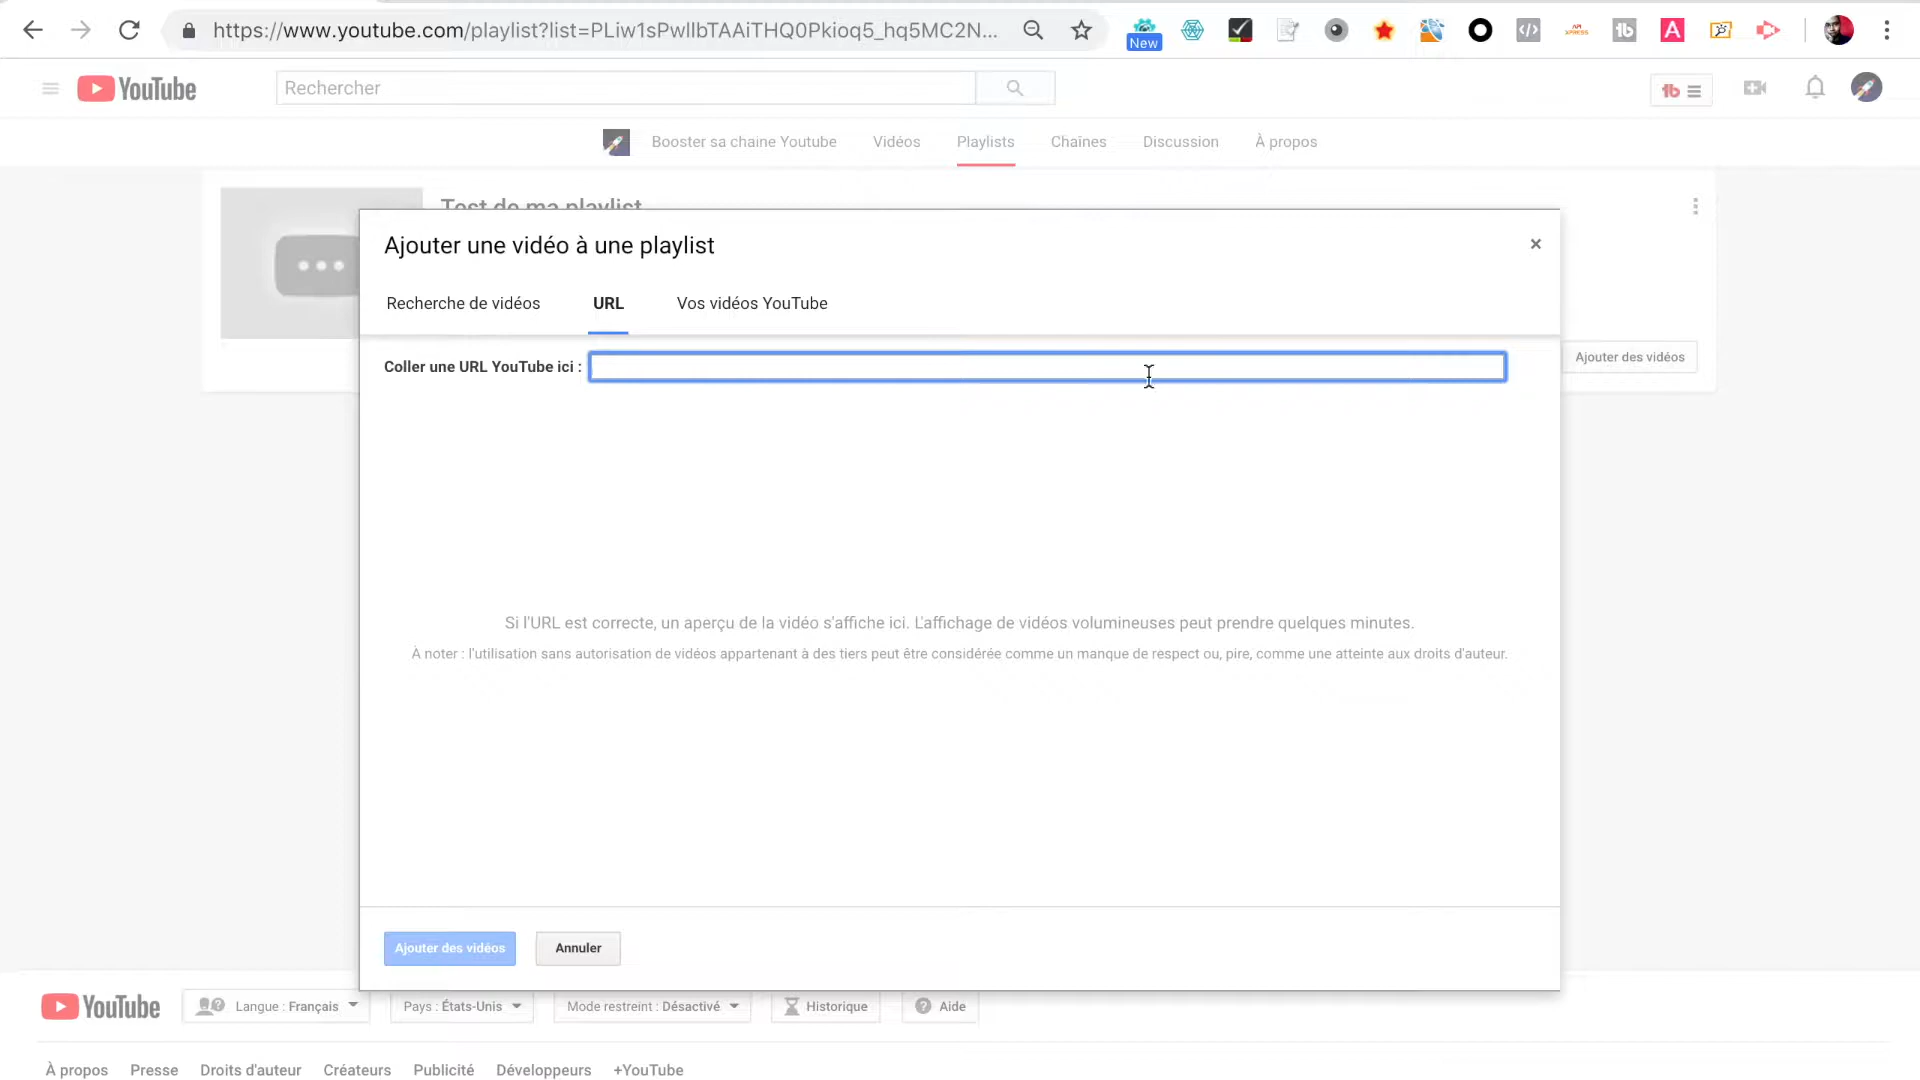 https://www.youtube.com/playlist?list=PLiw1sPwllbTAAiTHQ0Pkioq5_hq5MC2N...
New
YouTube
Rechercher
Booster sa chaine Youtube Vidéos Playlists Chaînes Discussion À propos
Test de ma playlist
Ajouter une vidéo à une playlist
Recherche de vidéos URL Vos vidéos YouTube
Coller une URL YouTube ici :
Ajouter des vidéos
Si l'URL est correcte, un aperçu de la vidéo s'affiche ici. L'affichage de vidéos volumineuses peut prendre quelques minutes.
À noter : l'utilisation sans autorisation de vidéos appartenant à des tiers peut être considérée comme un manque de respect ou, pire, comme une atteinte aux droits d'auteur.
Ajouter des vidéos Annuler
YouTube Langue : Français Pays : États-Unis Mode restreint : Désactivé Historique Aide
À propos Presse Droits d'auteur Créateurs Publicité Développeurs +YouTube